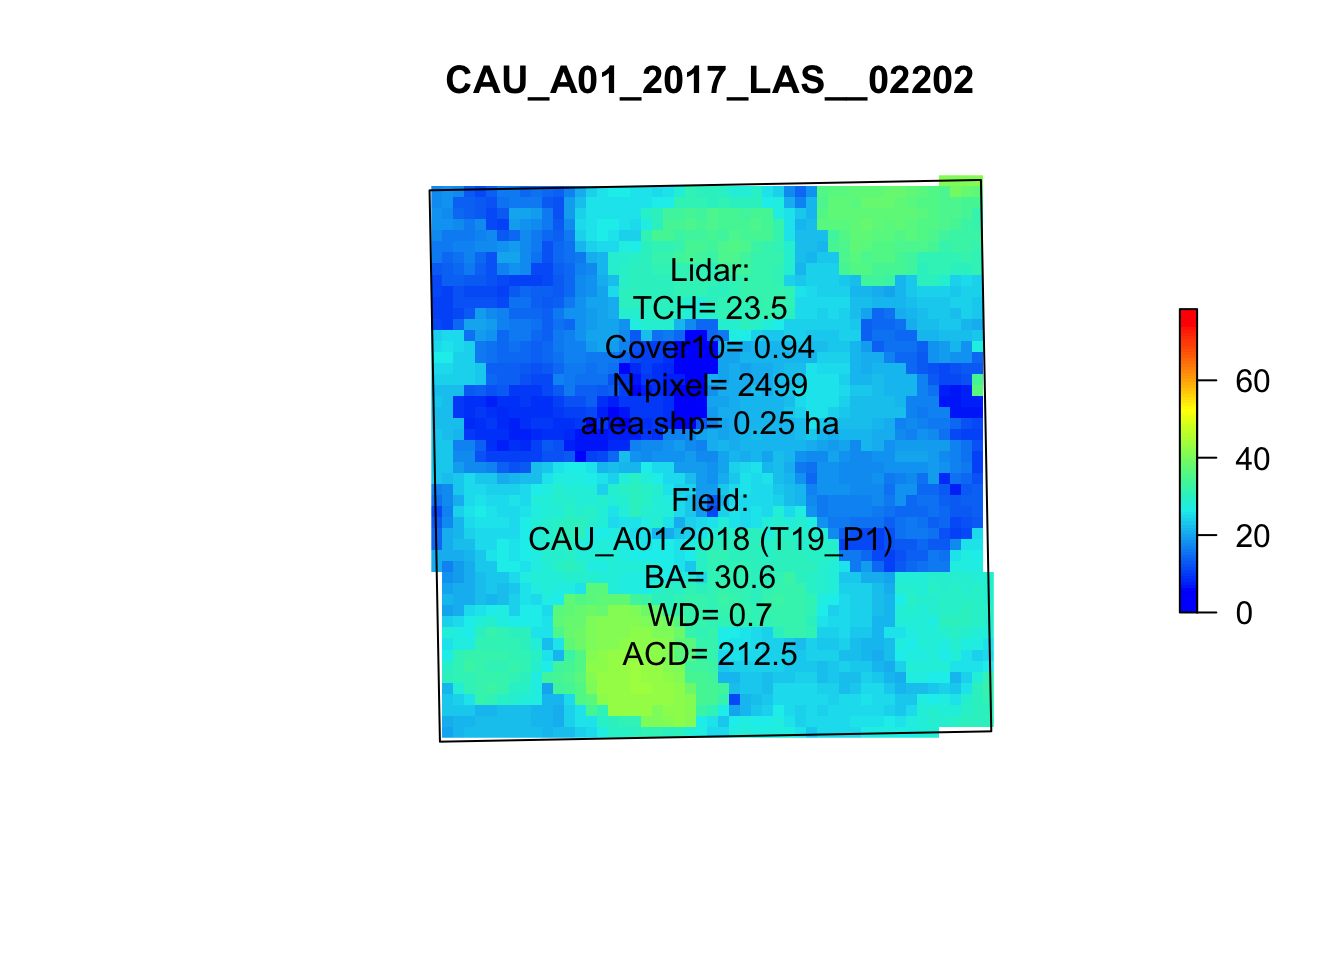 CAU_A01_2017_LAS__02202
Lidar:
TCH= 23.5
Cover10= 0.94
N.pixel= 2499
area.shp= 0.25 ha
Field:
CAU_A01 2018 (T19_P1)
BA= 30.6
WD= 0.7
ACD= 212.5
60
40
20
0